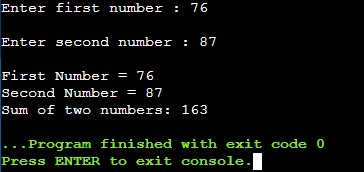 Enter first number : 76
Enter second number : 87
First Number = 76
Second Number = 87
Sum of two numbers: 163
...Program finished with exit code 0
Press ENTER to exit console.